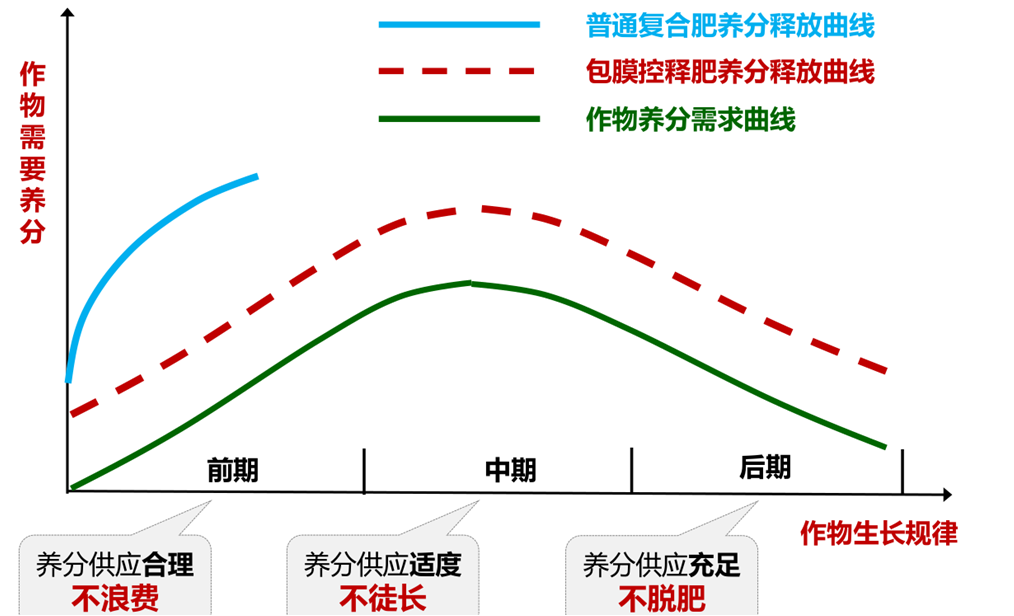 普通复合肥养分释放曲线
包膜控释肥养分释放曲线
作物养分需求曲线
作物需要养分
前期
中期
后期
作物生长规律
养分供应合理
不浪费
养分供应适度
不徒长
养分供应充足
不脱肥